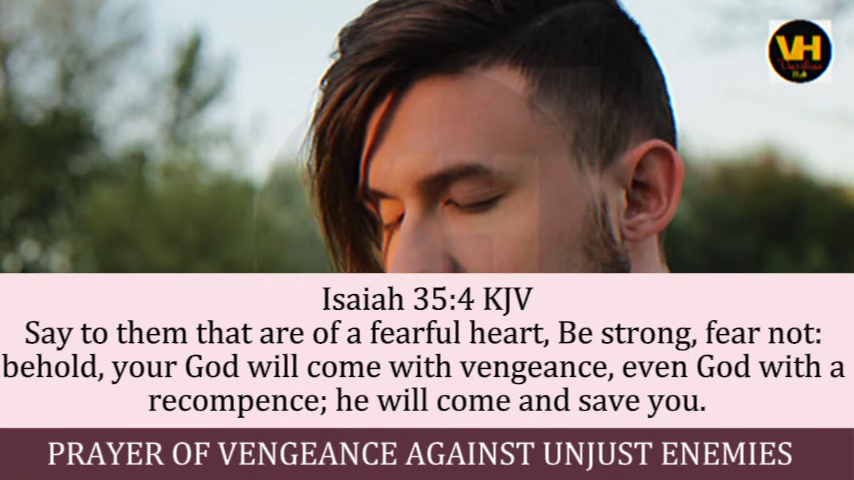 VH
Isaiah 35:4 KJV
Say to them that are of a fearful heart, Be strong, fear not:
behold, your God will come with vengeance, even God with a
recompence; he will come and save you.
PRAYER OF VENGEANCE AGAINST UNJUST ENEMIES